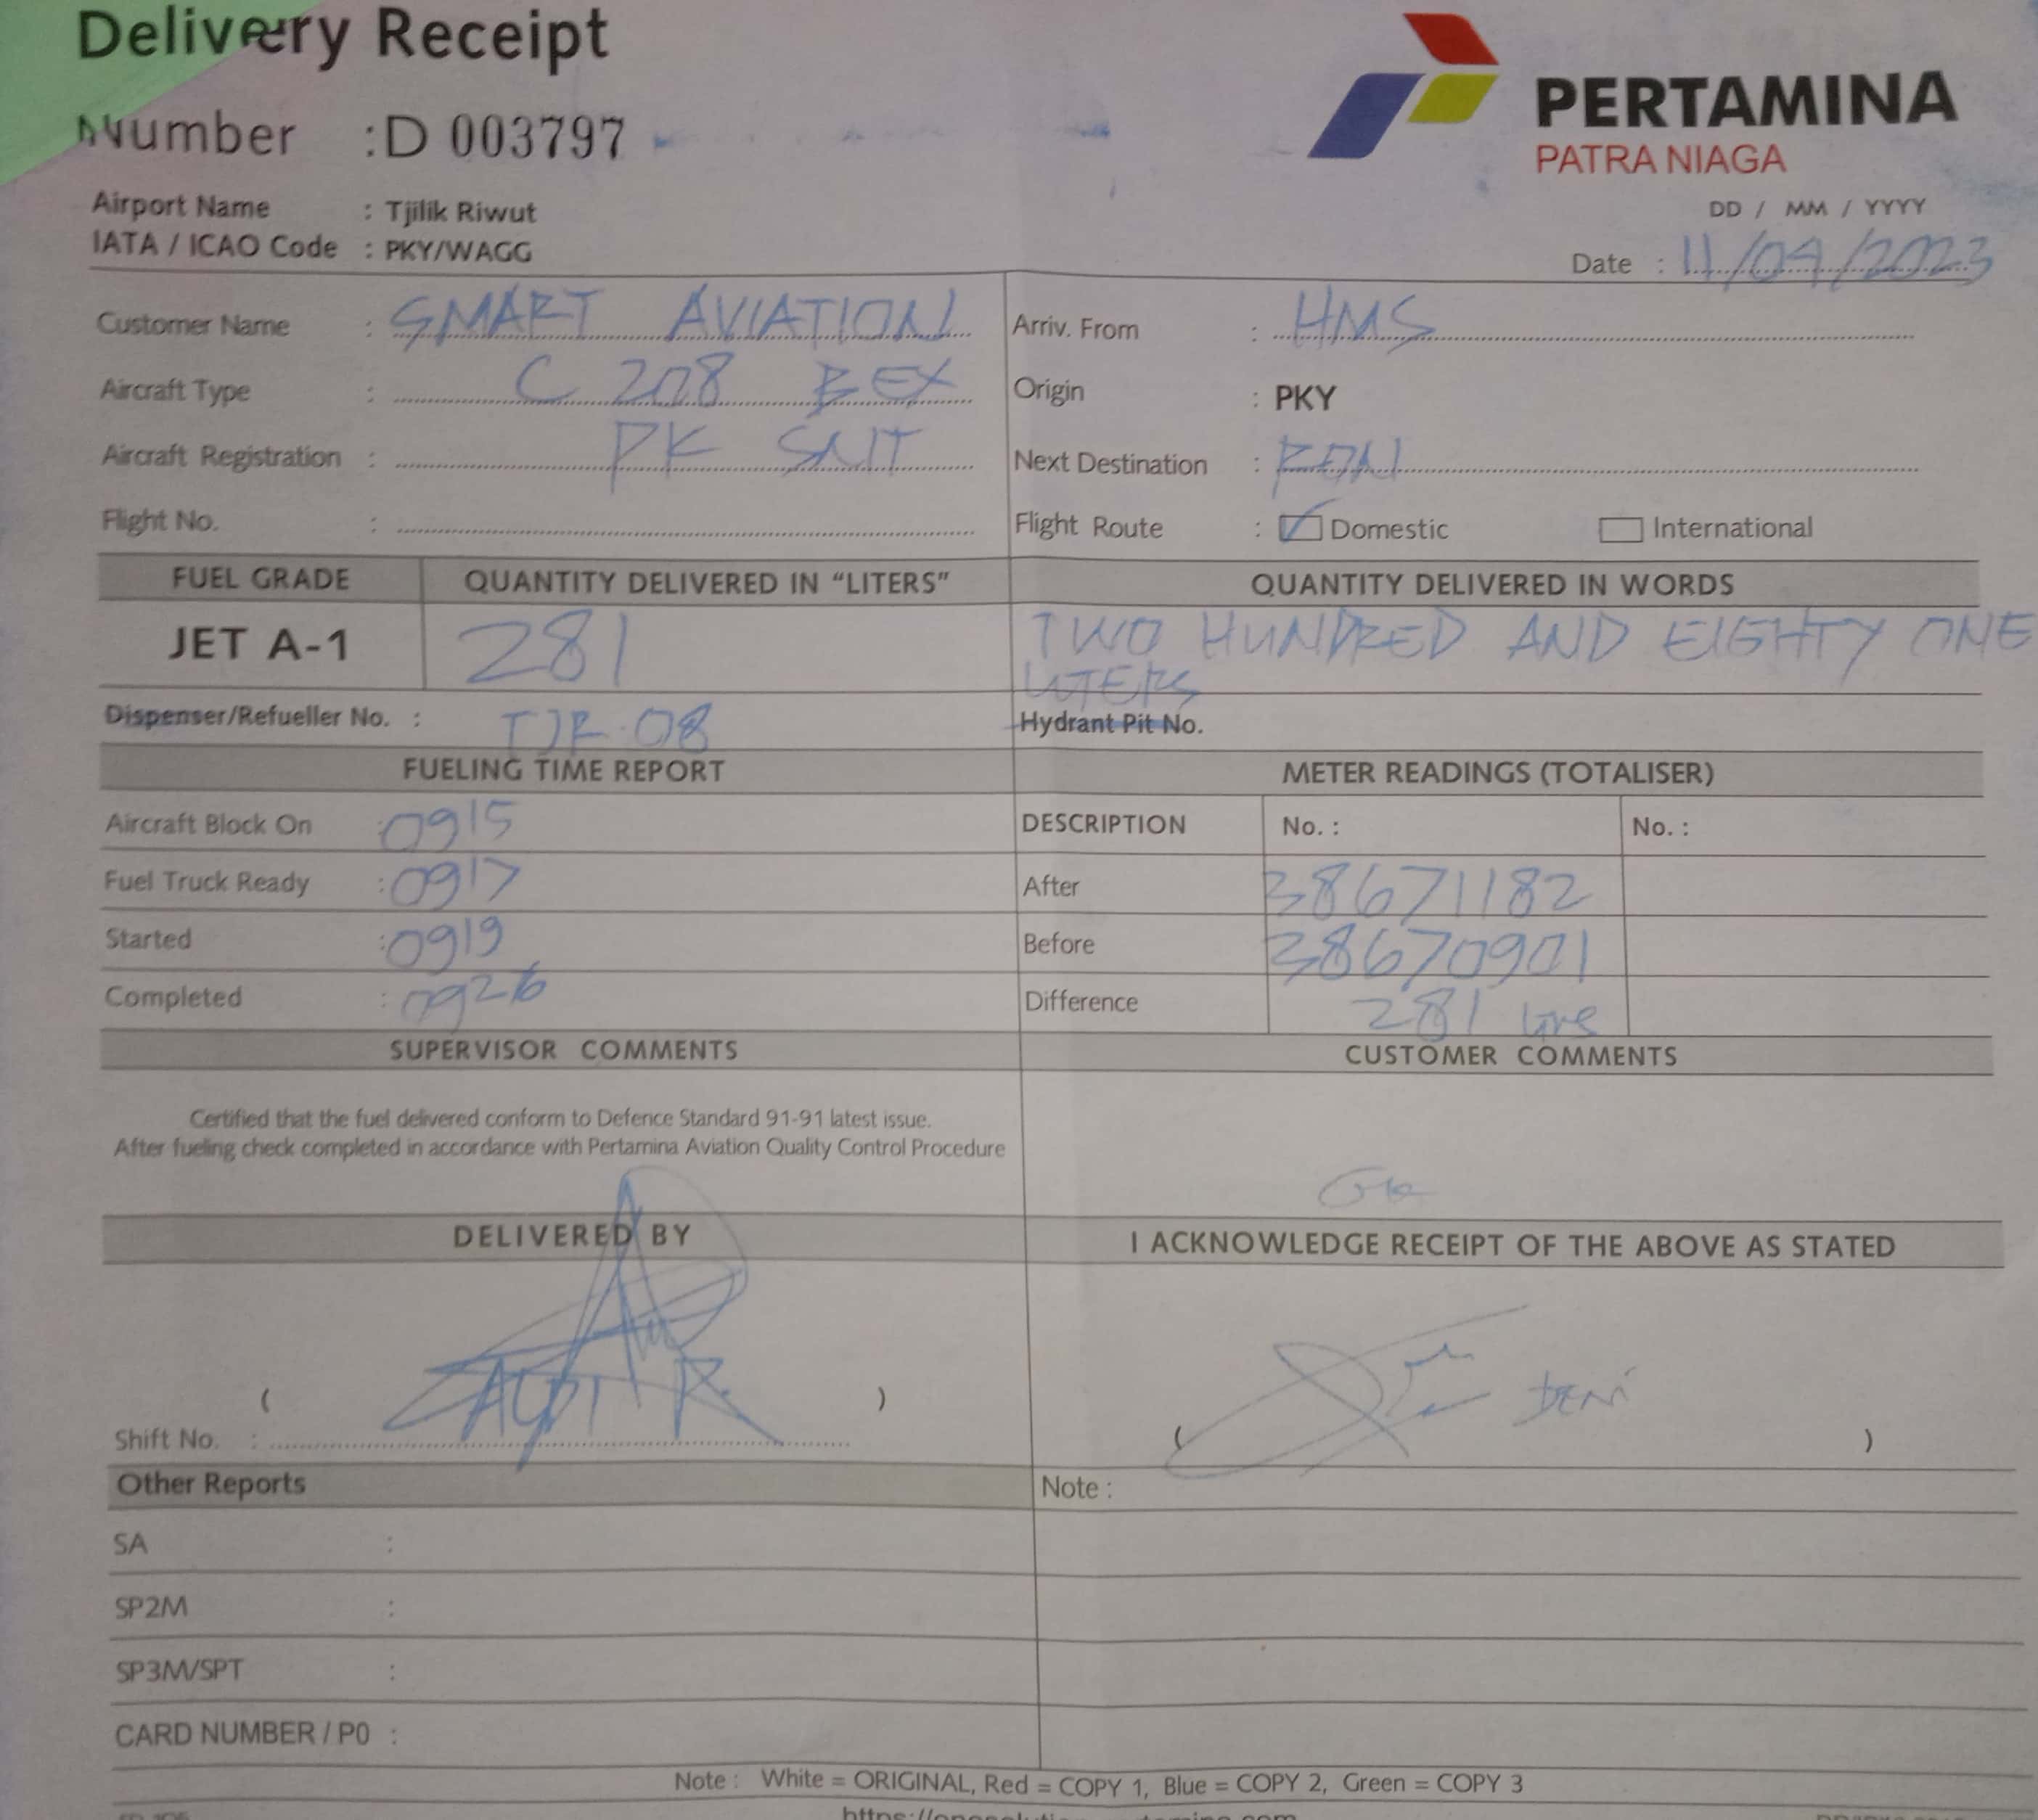 Delivery Receipt
Number : D 003797
PERTAMINA
PATRA NIAGA
Airport Name : Tjilik Riwut
IATA / ICAO Code : PKY/WAGG
DD / MM / YYYY
Date : 11/09/2023
Customer Name : SMART AVIATION
Arriv. From : HMS
Aircraft Type : C 208 BEX
Origin : PKY
Aircraft Registration : PK SNT
Next Destination : RON
Flight No. :
Flight Route : Domestic International
FUEL GRADE QUANTITY DELIVERED IN "LITERS" QUANTITY DELIVERED IN WORDS
JET A-1 281 TWO HUNDRED AND EIGHTY ONE
LITERS
Dispenser/Refueller No. : TJR-08
Hydrant Pit No.
FUELING TIME REPORT METER READINGS (TOTALISER)
Aircraft Block On : 0915 DESCRIPTION No. : No. :
Fuel Truck Ready : 0917 After 38671182
Started : 0919 Before 38670901
Completed : 0926 Difference 281 ltrs
SUPERVISOR COMMENTS CUSTOMER COMMENTS
Certified that the fuel delivered conform to Defence Standard 91-91 latest issue.
After fueling check completed in accordance with Pertamina Aviation Quality Control Procedure
DELIVERED BY I ACKNOWLEDGE RECEIPT OF THE ABOVE AS STATED
( ) ( DENI )
Shift No. :
Other Reports Note :
SA :
SP2M :
SP3M/SPT :
CARD NUMBER / P0 :
Note : White = ORIGINAL, Red = COPY 1, Blue = COPY 2, Green = COPY 3